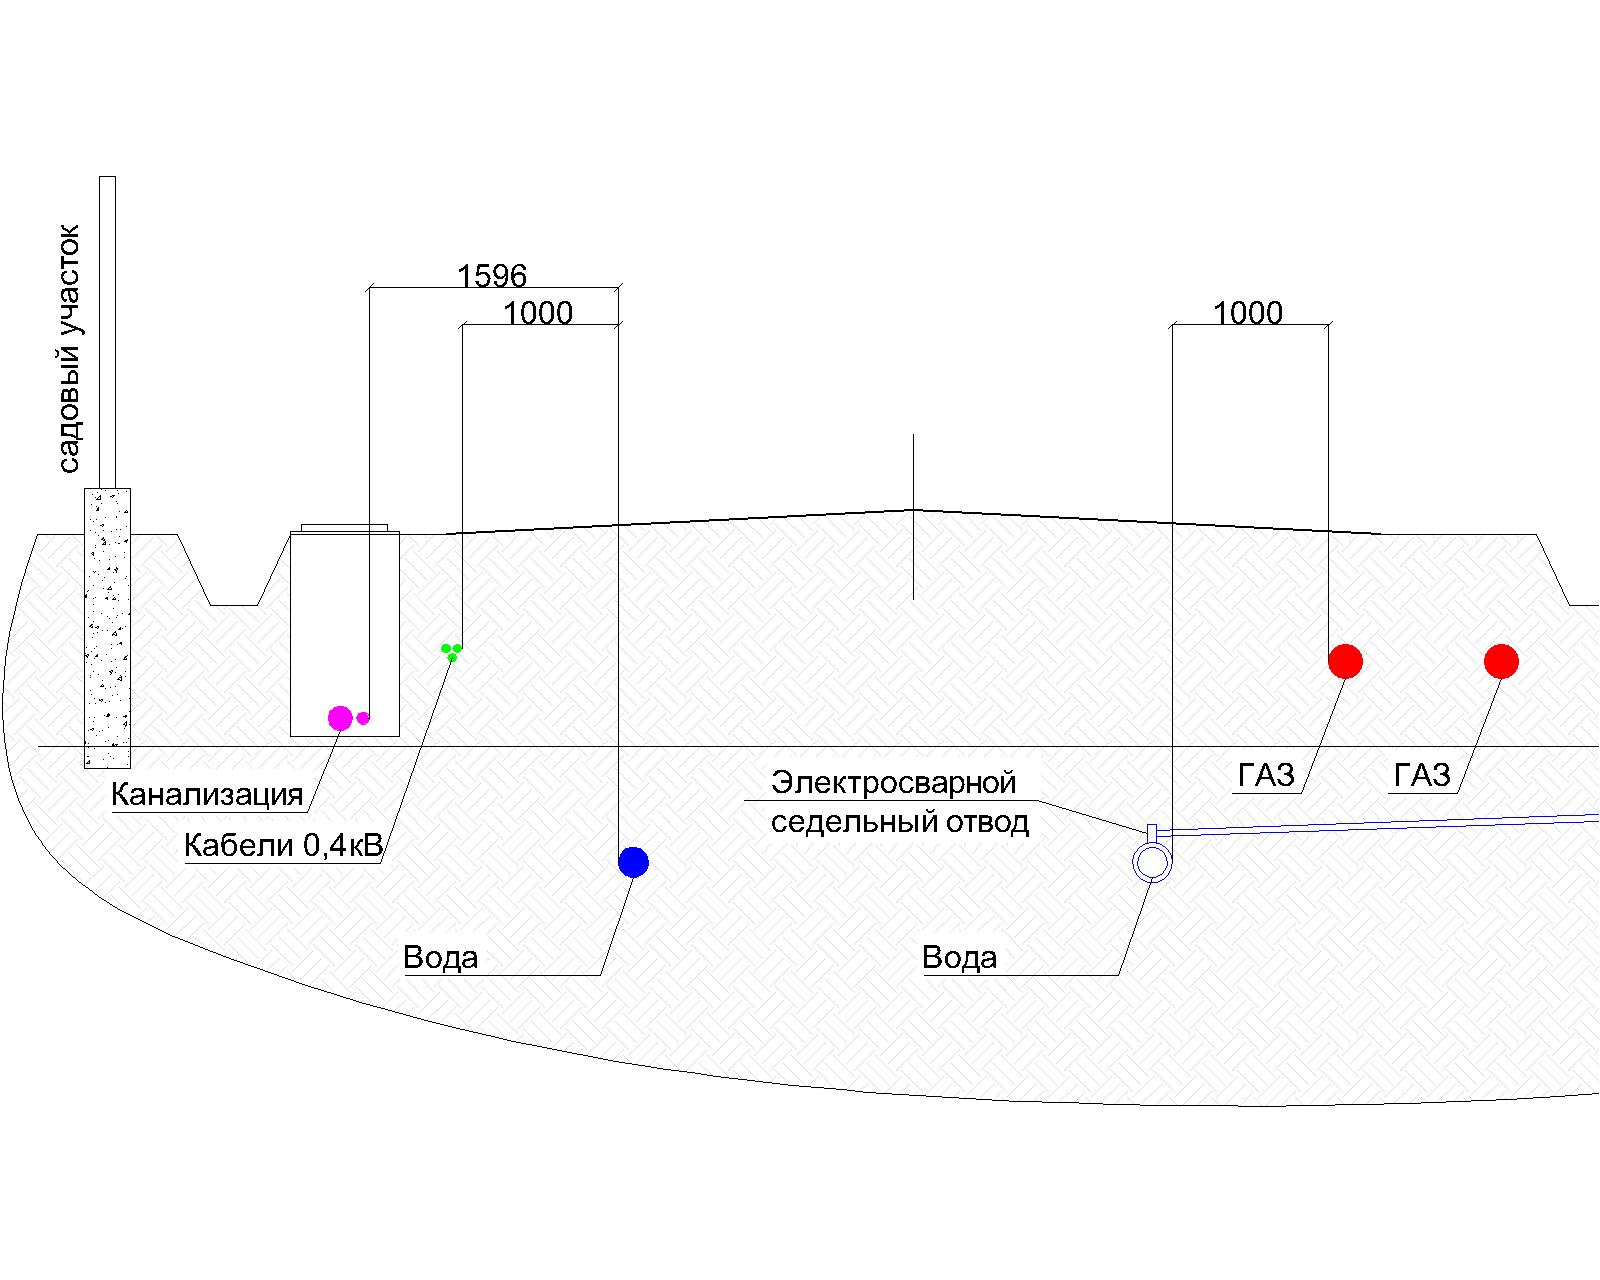 садовый участок
1596
1000
1000
Канализация
Кабели 0,4кВ
Электросварной
седельный отвод
ГАЗ
ГАЗ
Вода
Вода